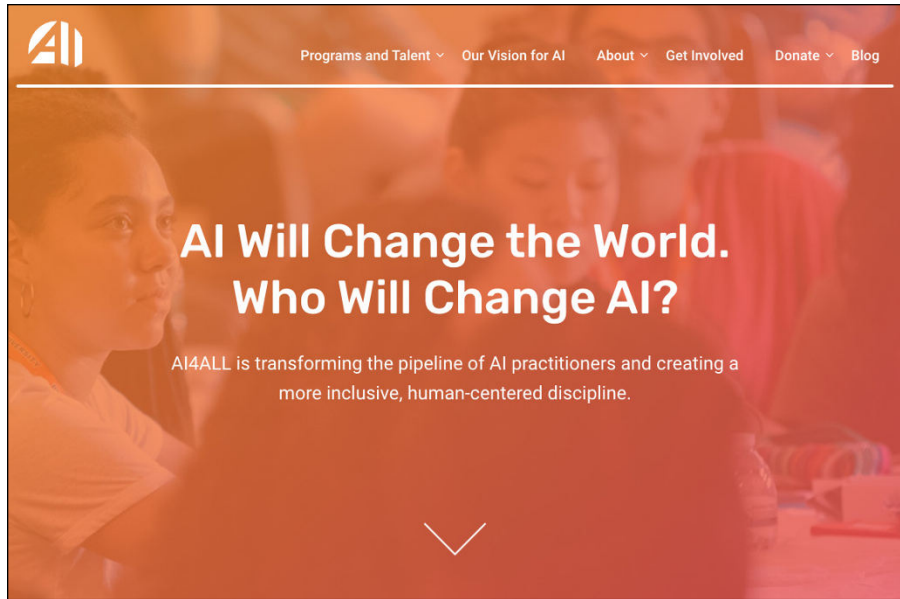 AI
Programs and Talent Our Vision for AI About Get Involved Donate Blog
AI Will Change the World.
Who Will Change AI?
AI4ALL is transforming the pipeline of AI practitioners and creating a
more inclusive, human-centered discipline.